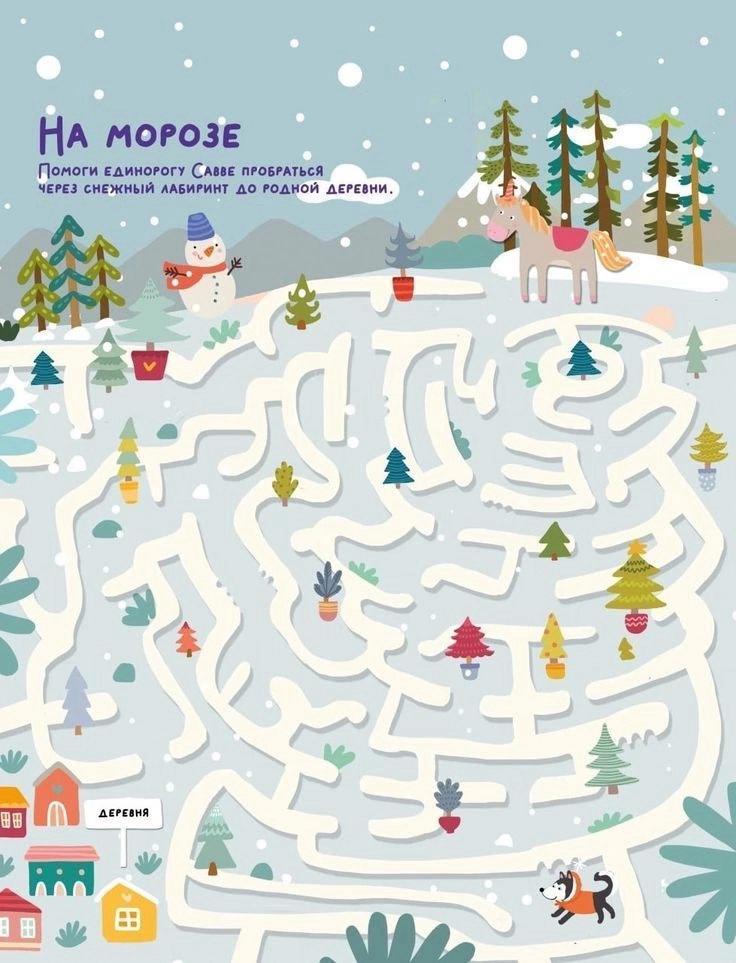 На морозе
Помоги единорогу Савве пробраться
через снежный лабиринт до родной деревни.
деревня